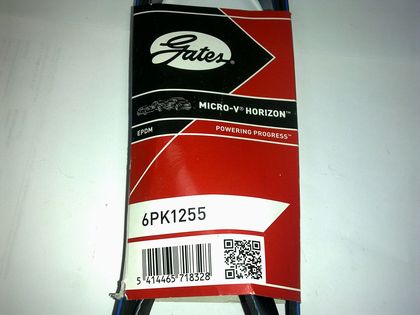 Gates
MICRO-V® HORIZON™
EPDM
POWERING PROGRESS™
6PK1255
5 414465 718328